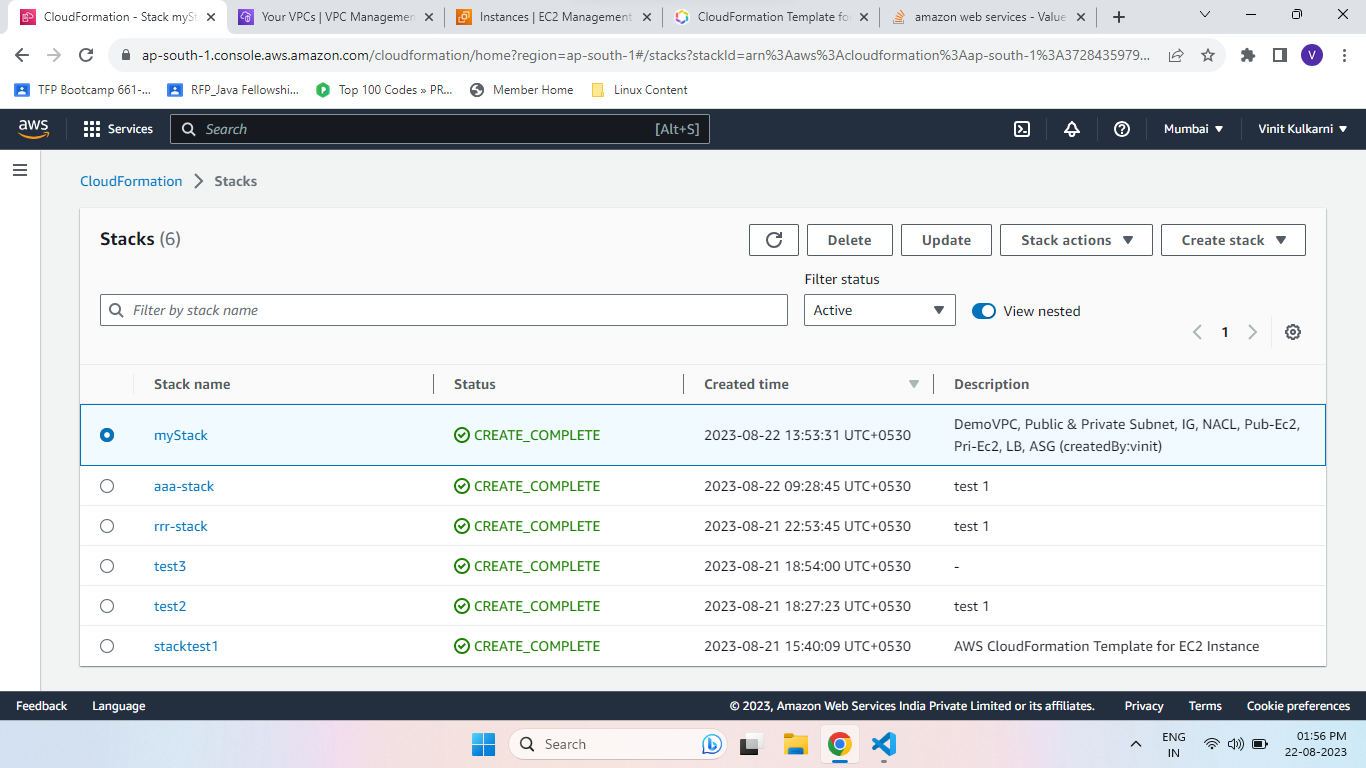 CloudFormation - Stack myS
Your VPCs | VPC Managemen
Instances | EC2 Management
CloudFormation Template for
amazon web services - Value
ap-south-1.console.aws.amazon.com/cloudformation/home?region=ap-south-1#/stacks?stackId=arn%3Aaws%3Acloudformation%3Aap-south-1%3A3728435979...
V
TFP Bootcamp 661-...
RFP_Java Fellowshi...
Top 100 Codes » PR...
Member Home
Linux Content
aws
Services
Search
[Alt+S]
Mumbai
Vinit Kulkarni
CloudFormation
Stacks
Stacks (6)
Delete
Update
Stack actions
Create stack
Filter status
Filter by stack name
Active
View nested
1
Stack name Status Created time Description
myStack CREATE_COMPLETE 2023-08-22 13:53:31 UTC+0530 DemoVPC, Public & Private Subnet, IG, NACL, Pub-Ec2,
Pri-Ec2, LB, ASG (createdBy:vinit)
aaa-stack CREATE_COMPLETE 2023-08-22 09:28:45 UTC+0530 test 1
rrr-stack CREATE_COMPLETE 2023-08-21 22:53:45 UTC+0530 test 1
test3 CREATE_COMPLETE 2023-08-21 18:54:00 UTC+0530 -
test2 CREATE_COMPLETE 2023-08-21 18:27:23 UTC+0530 test 1
stacktest1 CREATE_COMPLETE 2023-08-21 15:40:09 UTC+0530 AWS CloudFormation Template for EC2 Instance
Feedback Language © 2023, Amazon Web Services India Private Limited or its affiliates. Privacy Terms Cookie preferences
Search
ENG
IN
01:56 PM
22-08-2023